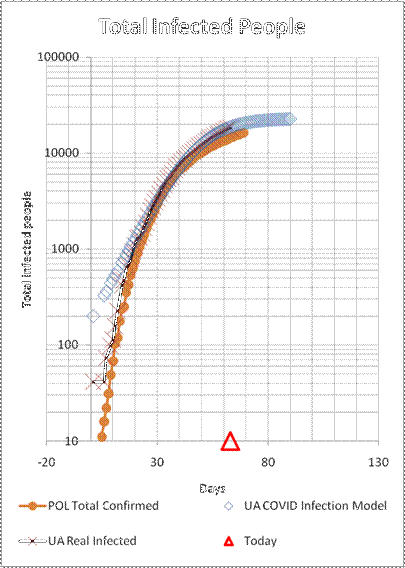 Total Infected People
100000
10000
1000
100
10
Total infected people
-20 30 80 130
Days
POL Total Confirmed UA COVID Infection Model
UA Real Infected Today